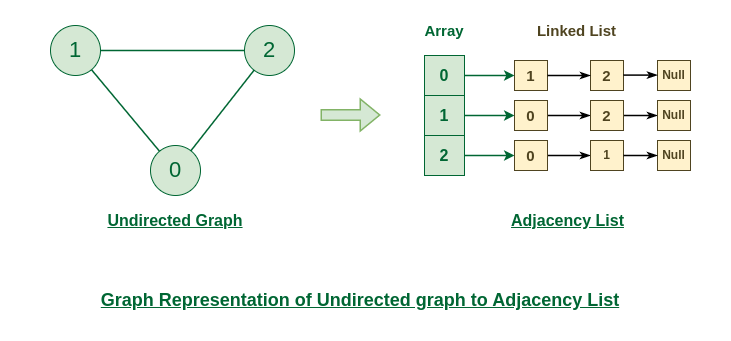 Array Linked List
1 2
0 1 2 Null
1 0 2 Null
2 0 1 Null
0
Undirected Graph
Adjacency List
Graph Representation of Undirected graph to Adjacency List